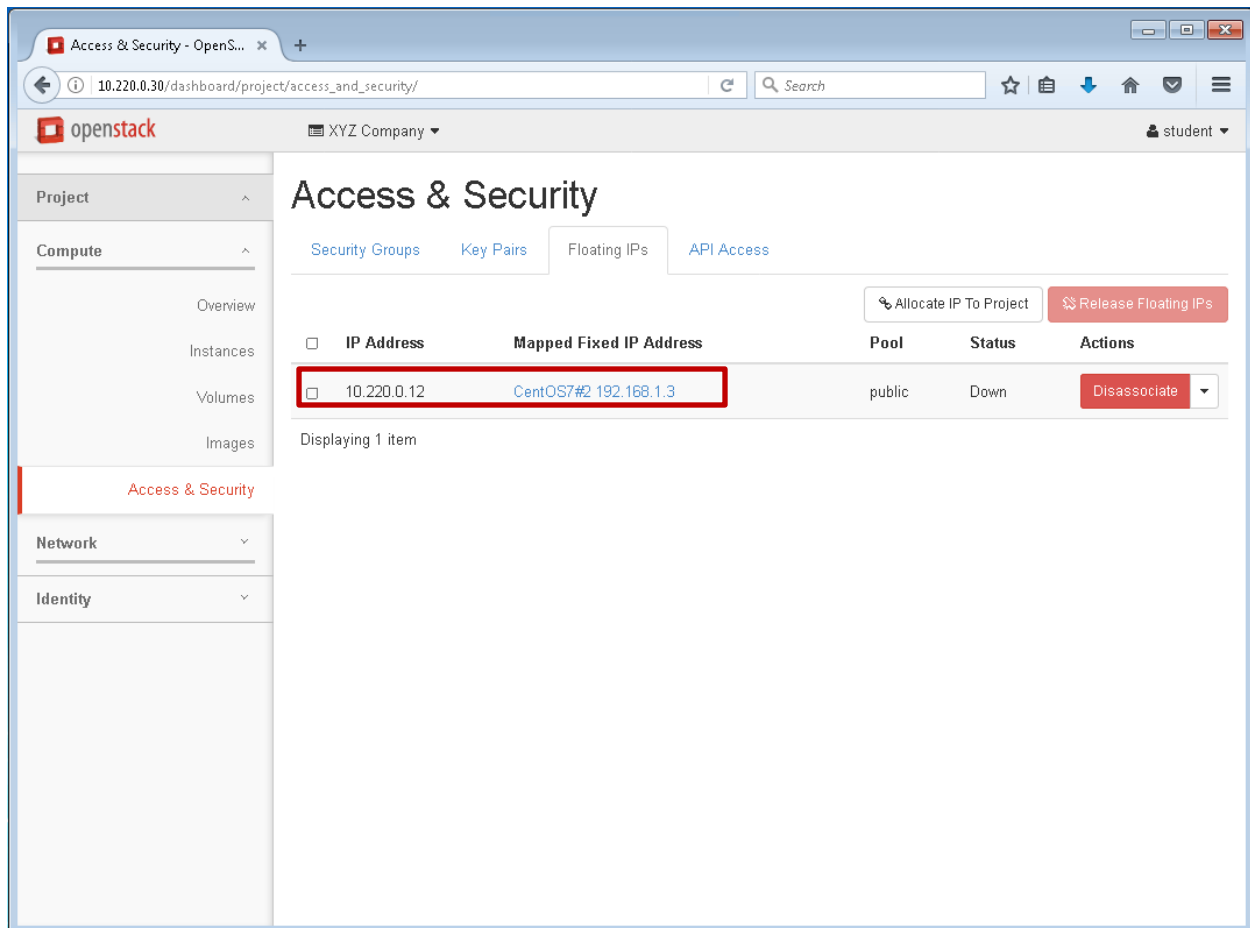 Access & Security - OpenS...
10.220.0.30/dashboard/project/access_and_security/ Search
openstack XYZ Company student
Project
Compute
Overview
Instances
Volumes
Images
Access & Security
Network
Identity
Access & Security
Security Groups Key Pairs Floating IPs API Access
Allocate IP To Project Release Floating IPs
IP Address Mapped Fixed IP Address Pool Status Actions
10.220.0.12 CentOS7#2 192.168.1.3 public Down Disassociate
Displaying 1 item